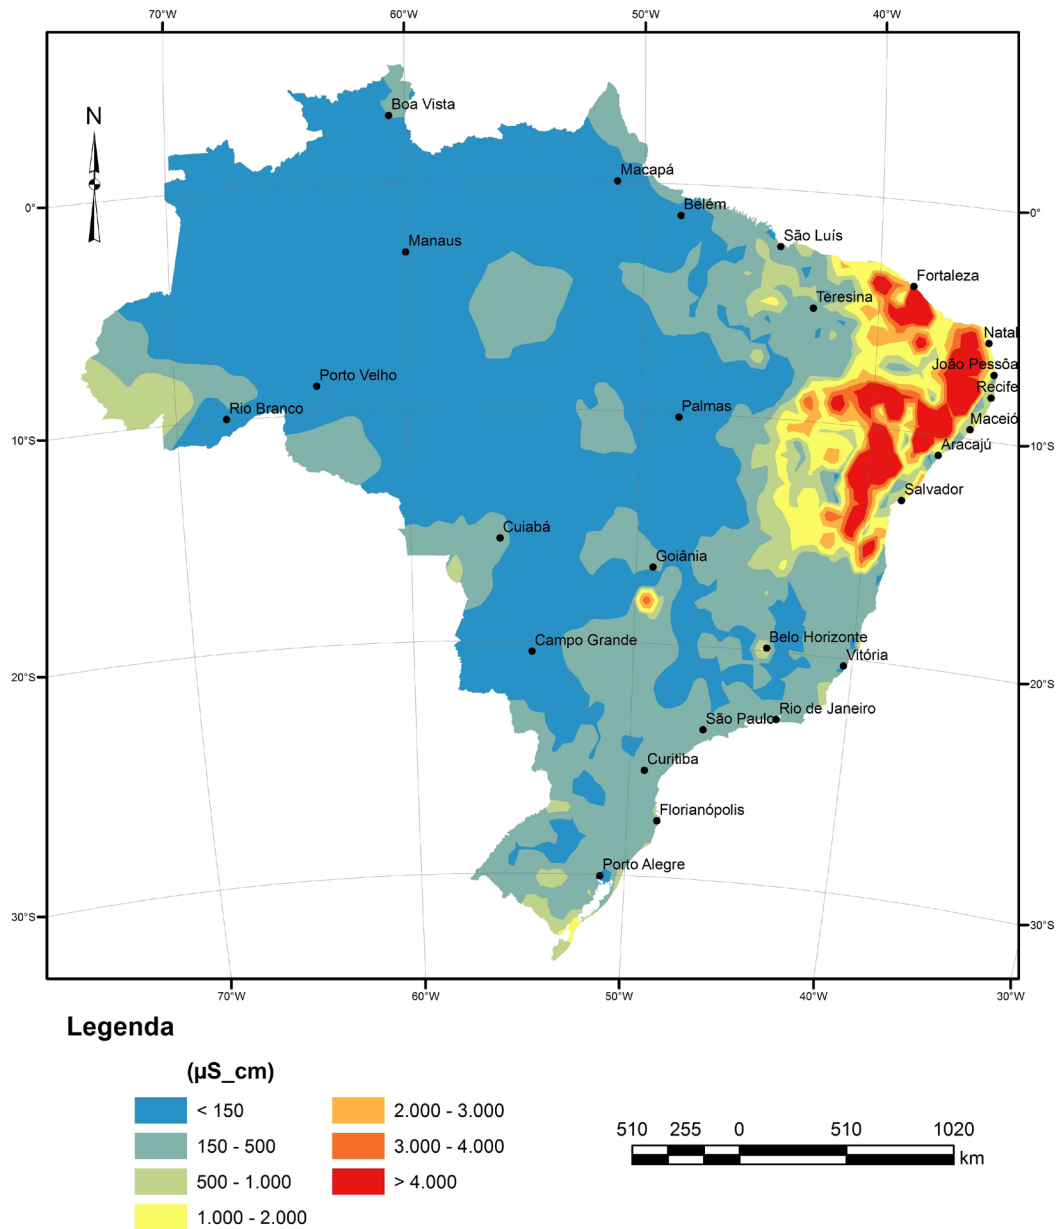 70°W 60°W 50°W 40°W
N
Boa Vista
Macapá
Belém
0° 0°
São Luís
Manaus
Fortaleza
Teresina
Natal
João Pessôa
Porto Velho
Recife
Rio Branco
Palmas
Maceió
10°S 10°S
Aracajú
Salvador
Cuiabá
Goiânia
Belo Horizonte
Campo Grande
Vitória
20°S 20°S
Rio de Janeiro
São Paulo
Curitiba
Florianópolis
Porto Alegre
30°S 30°S
70°W 60°W 50°W 40°W 30°W
Legenda
(µS_cm)
< 150
150 - 500
500 - 1.000
1.000 - 2.000
2.000 - 3.000
3.000 - 4.000
> 4.000
510 255 0 510 1020
km